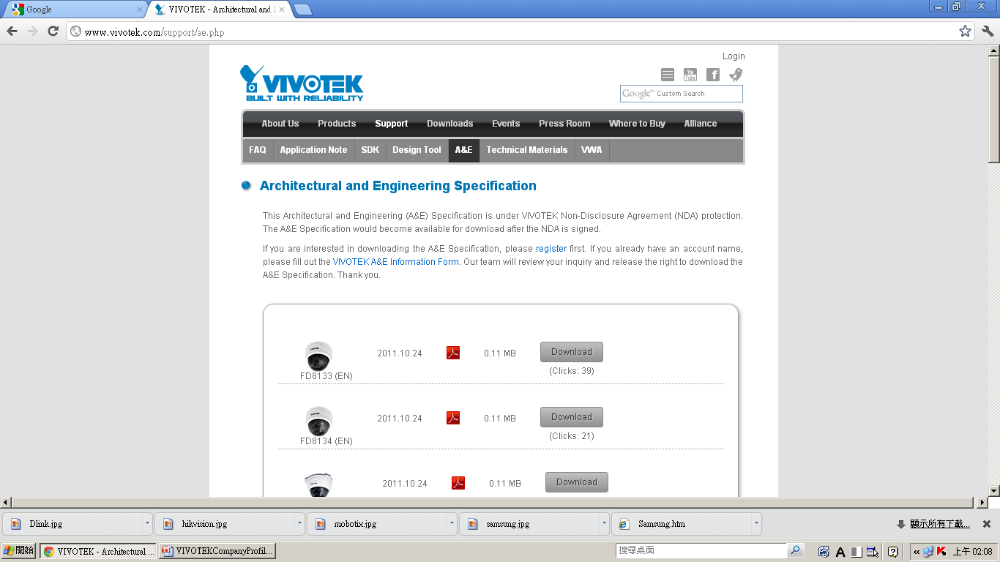 Google
VIVOTEK - Architectural and
www.vivotek.com/support/ae.php
Login
VIVOTEK
BUILT WITH RELIABILITY
You Tube
Google™ Custom Search
About Us Products Support Downloads Events Press Room Where to Buy Alliance
FAQ Application Note SDK Design Tool A&E Technical Materials VWA
Architectural and Engineering Specification
This Architectural and Engineering (A&E) Specification is under VIVOTEK Non-Disclosure Agreement (NDA) protection.
The A&E Specification would become available for download after the NDA is signed.
If you are interested in downloading the A&E Specification, please register first. If you already have an account name,
please fill out the VIVOTEK A&E Information Form. Our team will review your inquiry and release the right to download the
A&E Specification. Thank you.
2011.10.24 0.11 MB Download
FD8133 (EN) (Clicks: 39)
2011.10.24 0.11 MB Download
FD8134 (EN) (Clicks: 21)
2011.10.24 0.11 MB Download
Dlink.jpg hikvision.jpg mobotix.jpg samsung.jpg Samsung.htm 顯示所有下載...
開始 VIVOTEK - Architectural ... VIVOTEKCompanyProfil... 搜尋桌面 A 上午 02:08